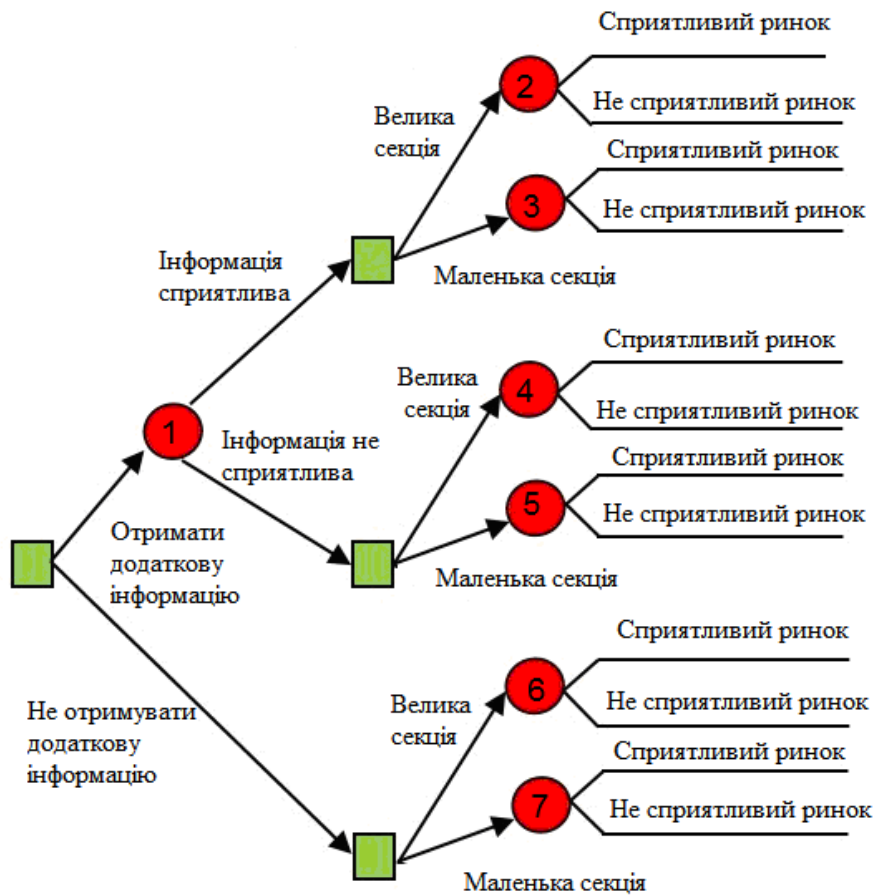 Сприятливий ринок
2
Не сприятливий ринок
Велика
секція
Сприятливий ринок
3
Не сприятливий ринок
Інформація
сприятлива
Маленька секція
Сприятливий ринок
Велика
секція
4
Не сприятливий ринок
1
Інформація не
сприятлива
Сприятливий ринок
5
Не сприятливий ринок
Отримати
додаткову
інформацію
Маленька секція
Сприятливий ринок
6
Не сприятливий ринок
Велика
секція
Не отримувати
додаткову
інформацію
Сприятливий ринок
7
Не сприятливий ринок
Маленька секція